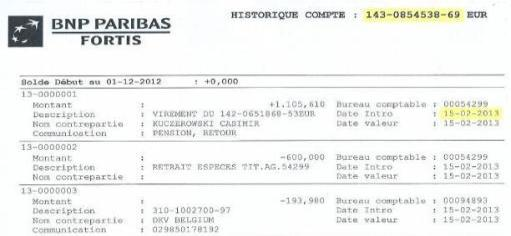 BNP PARIBAS
FORTIS
HISTORIQUE COMPTE : 143-0854538-69 EUR
Solde Début au 01-12-2012 : +0,000
13-0000001
Montant : +1.105,610 Bureau comptable : 00054299
Description : VIREMENT DU 142-0651868-53EUR Date Intro : 15-02-2013
Nom contrepartie : KUCZEROWSKI CASIMIR Date valeur : 15-02-2013
Communication : PENSION, RETOUR
13-0000002
Montant : -600,000 Bureau comptable : 00054299
Description : RETRAIT ESPECES TIT.AG.54299 Date Intro : 15-02-2013
Nom contrepartie : Date valeur : 15-02-2013
13-0000003
Montant : -193,980 Bureau comptable : 00094893
Description : 310-1002700-97 Date Intro : 15-02-2013
Nom contrepartie : DKV BELGIUM Date valeur : 15-02-2013
Communication : 029850178192